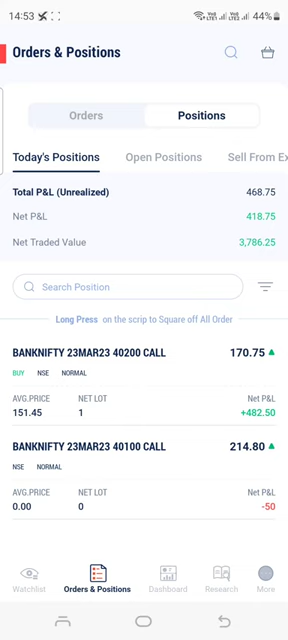 14:53
44%
Orders & Positions
Orders Positions
Today's Positions Open Positions Sell From Ex
Total P&L (Unrealized) 468.75
Net P&L 418.75
Net Traded Value 3,786.25
Search Position
Long Press on the scrip to Square off All Order
BANKNIFTY 23MAR23 40200 CALL 170.75
BUY NSE NORMAL
AVG.PRICE NET LOT Net P&L
151.45 1 +482.50
BANKNIFTY 23MAR23 40100 CALL 214.80
NSE NORMAL
AVG.PRICE NET LOT Net P&L
0.00 0 -50
Watchlist Orders & Positions Dashboard Research More